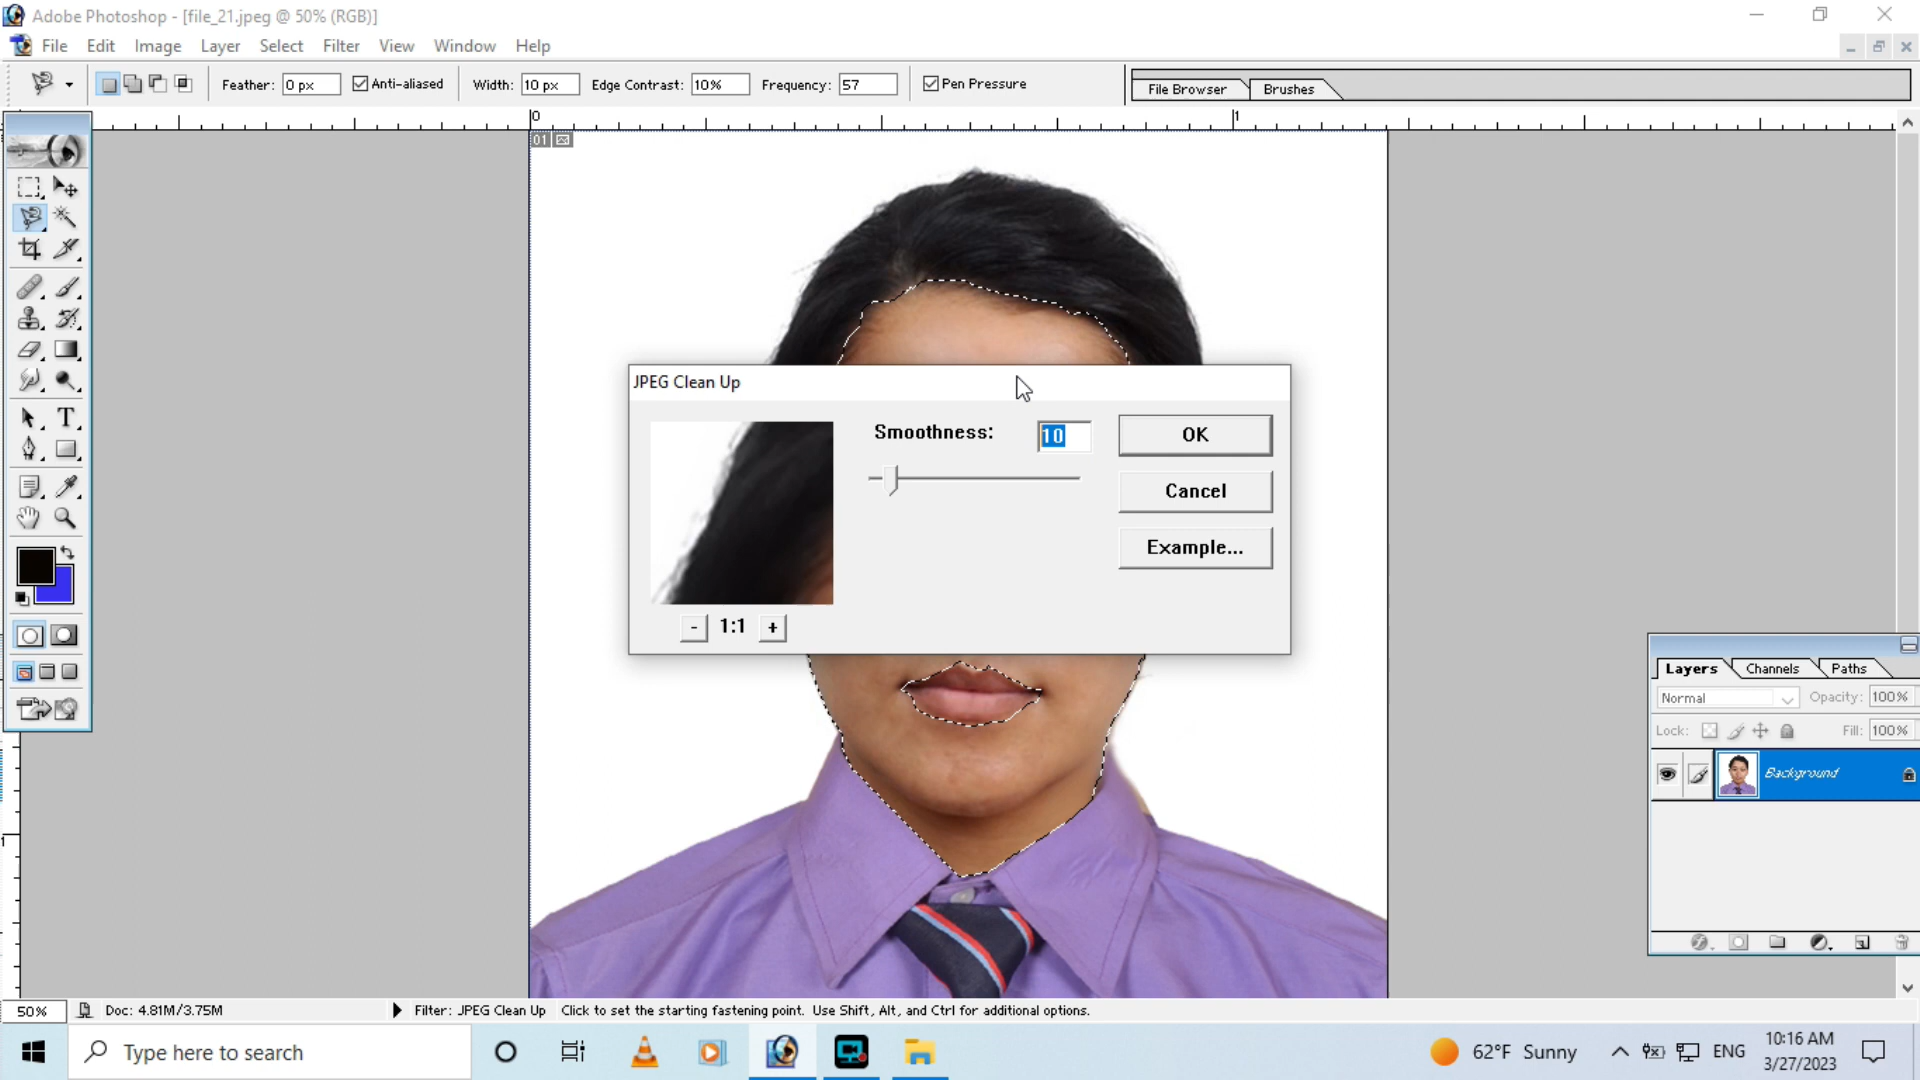 Adobe Photoshop - [file_21.jpeg @ 50% (RGB)]
File Edit Image Layer Select Filter View Window Help
Feather: 0 px Anti-aliased Width: 10 px Edge Contrast: 10% Frequency: 57 Pen Pressure File Browser Brushes
0 1
01
JPEG Clean Up
Smoothness: 10 OK
Cancel
Example...
- 1:1 +
Layers Channels Paths
Normal Opacity: 100%
Lock: Fill: 100%
Background
1
50% Doc: 4.81M/3.75M Filter: JPEG Clean Up Click to set the starting fastening point. Use Shift, Alt, and Ctrl for additional options.
Type here to search 62°F Sunny ENG 10:16 AM
3/27/2023